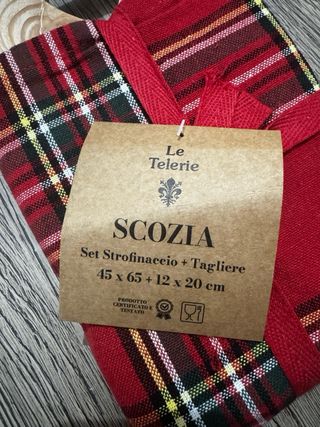 Le
Telerie
SCOZIA
Set Strofinaccio + Tagliere
45 x 65 + 12 x 20 cm
PRODOTTO
CERTIFICATO E
TESTATO